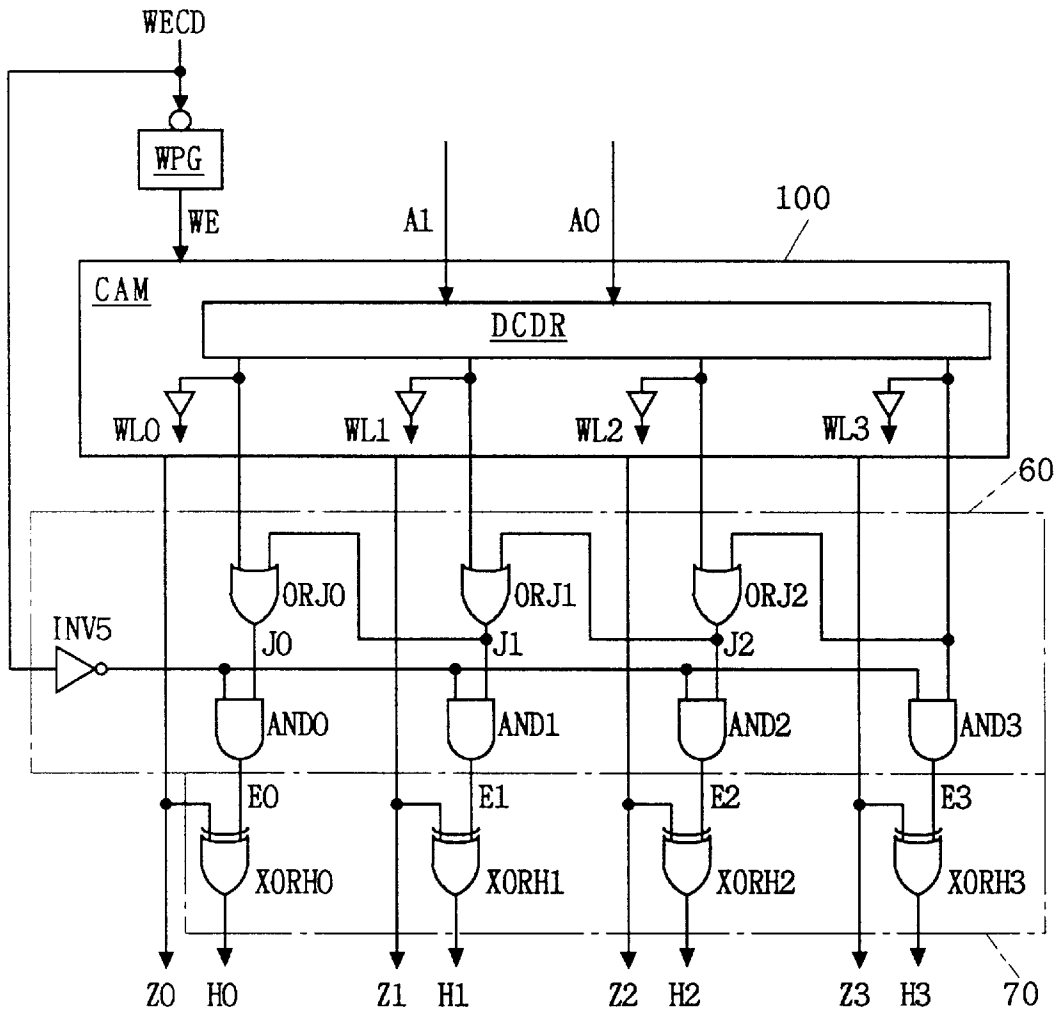 WECD
WPG
WE
A1
A0
100
CAM
DCDR
WL0
WL1
WL2
WL3
60
ORJ0
ORJ1
ORJ2
INV5
J0
J1
J2
AND0
AND1
AND2
AND3
E0
E1
E2
E3
XORH0
XORH1
XORH2
XORH3
Z0
H0
Z1
H1
Z2
H2
Z3
H3
70